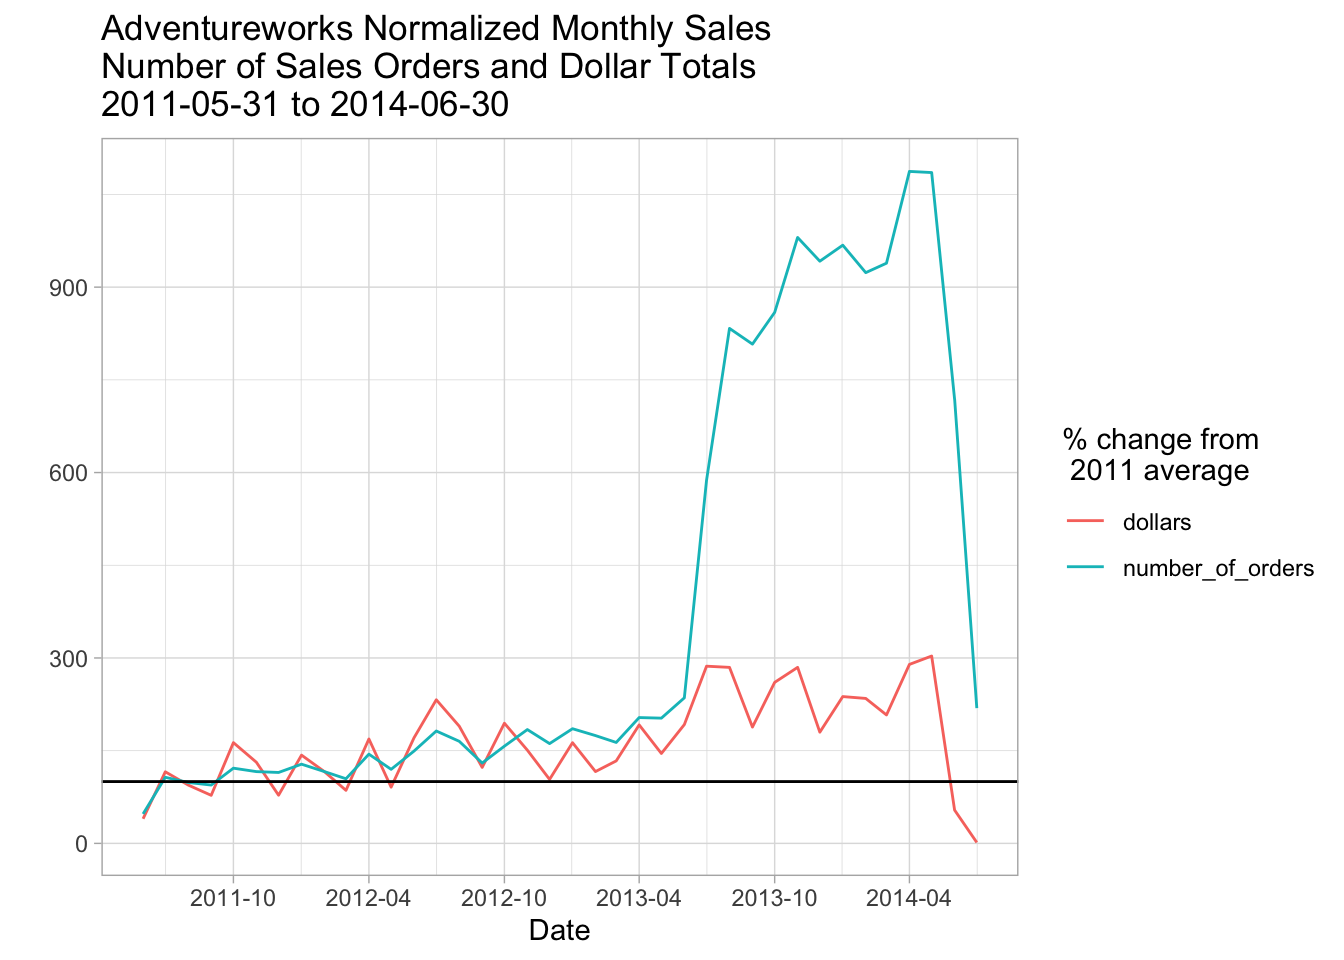 Adventureworks Normalized Monthly Sales
Number of Sales Orders and Dollar Totals
2011-05-31 to 2014-06-30
900
600
300
0
2011-10
2012-04
2012-10
2013-04
2013-10
2014-04
Date
% change from
2011 average
dollars
number_of_orders